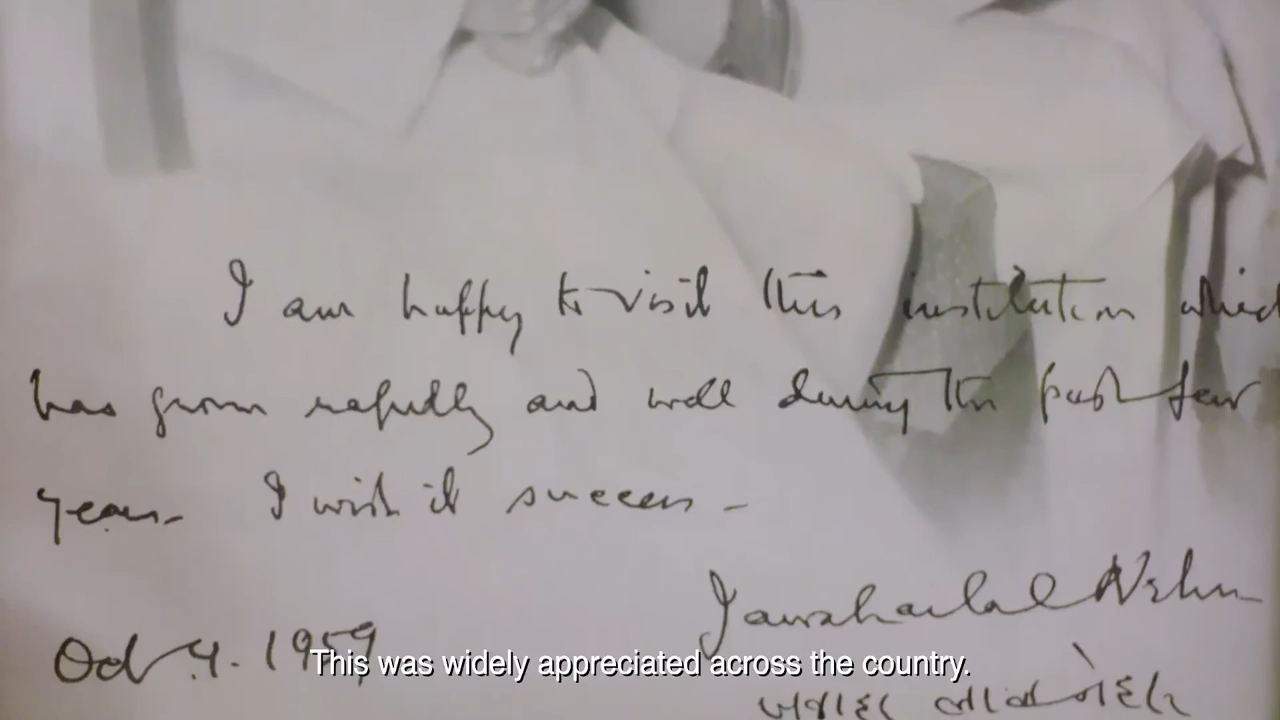 I am happy to visit this institution which
has grown rapidly and well during the past few
years. I wish it success -
Jawaharlal Nehru
Oct 4. 1959
This was widely appreciated across the country.